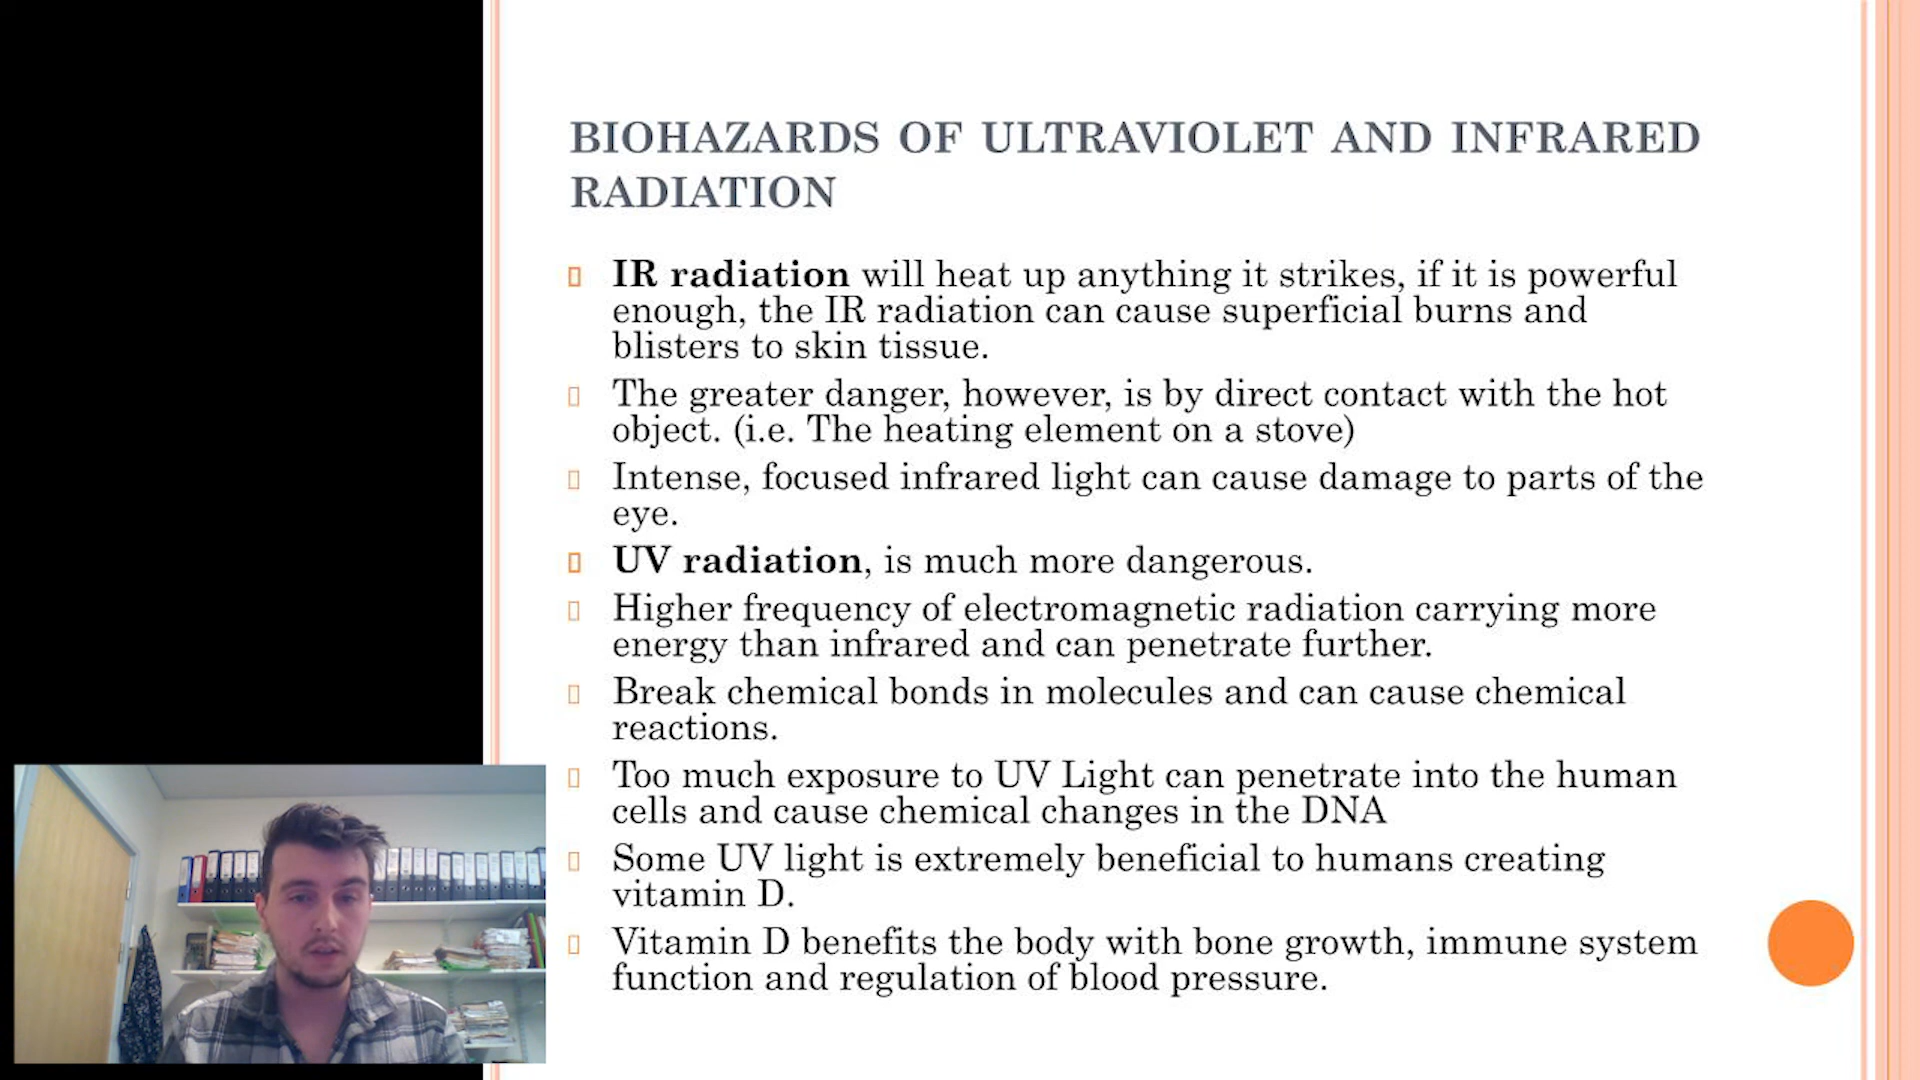 BIOHAZARDS OF ULTRAVIOLET AND INFRARED
RADIATION
IR radiation will heat up anything it strikes, if it is powerful
enough, the IR radiation can cause superficial burns and
blisters to skin tissue.
The greater danger, however, is by direct contact with the hot
object. (i.e. The heating element on a stove)
Intense, focused infrared light can cause damage to parts of the
eye.
UV radiation, is much more dangerous.
Higher frequency of electromagnetic radiation carrying more
energy than infrared and can penetrate further.
Break chemical bonds in molecules and can cause chemical
reactions.
Too much exposure to UV Light can penetrate into the human
cells and cause chemical changes in the DNA
Some UV light is extremely beneficial to humans creating
vitamin D.
Vitamin D benefits the body with bone growth, immune system
function and regulation of blood pressure.